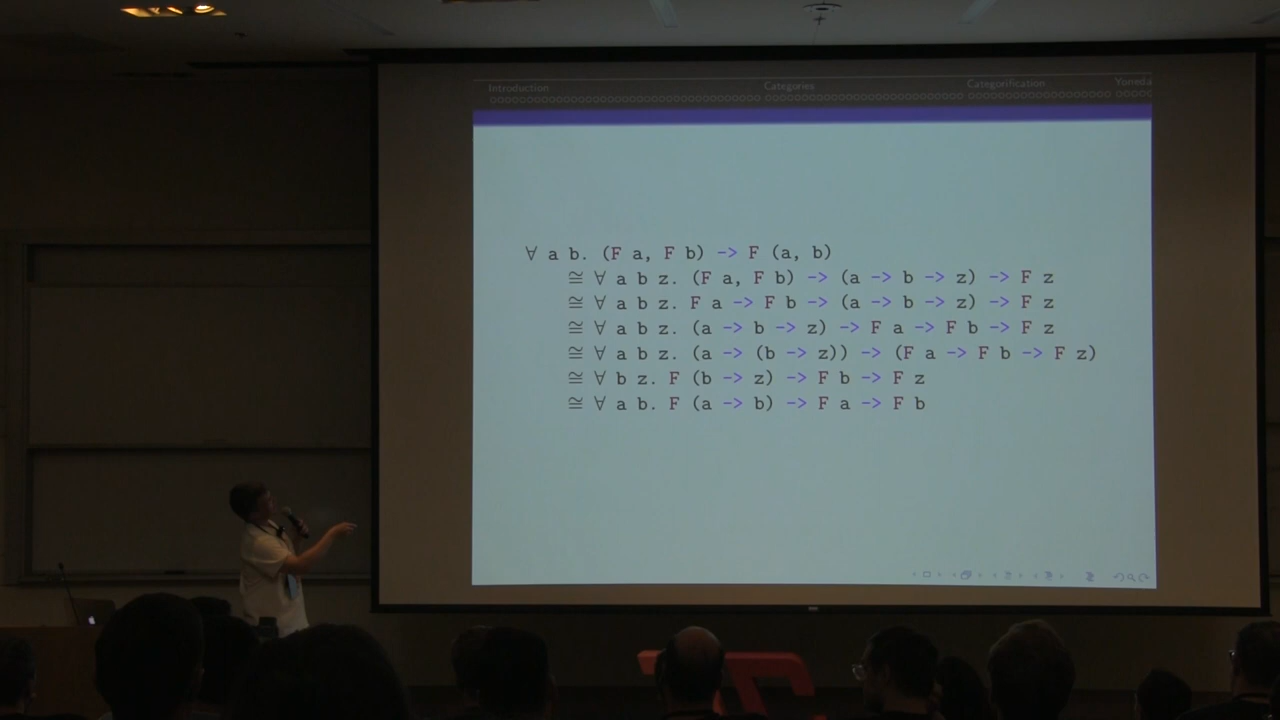 Introduction Categories Categorification Yoneda
∀ a b. (F a, F b) -> F (a, b)
≅ ∀ a b z. (F a, F b) -> (a -> b -> z) -> F z
≅ ∀ a b z. F a -> F b -> (a -> b -> z) -> F z
≅ ∀ a b z. (a -> b -> z) -> F a -> F b -> F z
≅ ∀ a b z. (a -> (b -> z)) -> (F a -> F b -> F z)
≅ ∀ b z. F (b -> z) -> F b -> F z
≅ ∀ a b. F (a -> b) -> F a -> F b